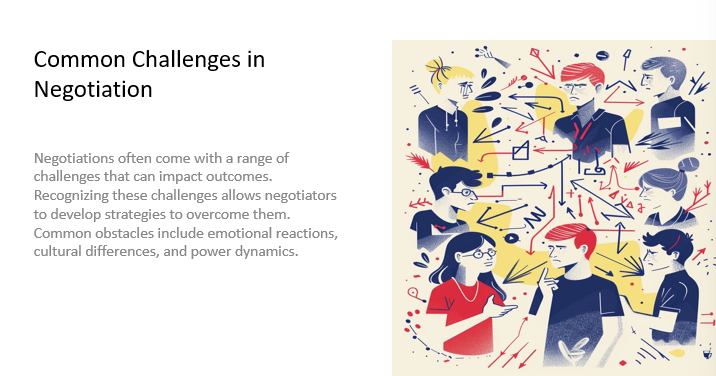 Common Challenges in
Negotiation
Negotiations often come with a range of
challenges that can impact outcomes.
Recognizing these challenges allows negotiators
to develop strategies to overcome them.
Common obstacles include emotional reactions,
cultural differences, and power dynamics.